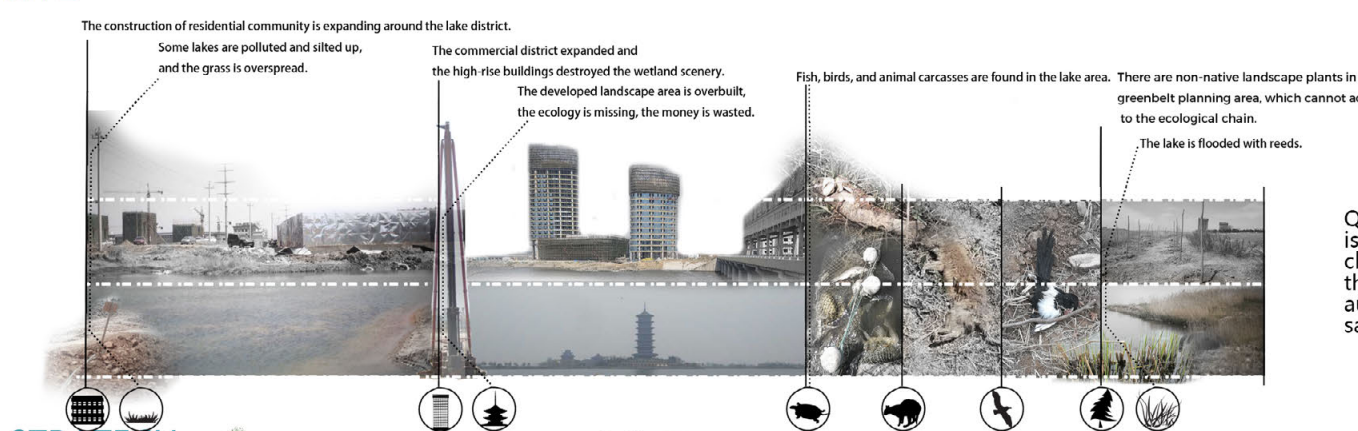 The construction of residential community is expanding around the lake district.
Some lakes are polluted and silted up,
and the grass is overspread.
The commercial district expanded and
the high-rise buildings destroyed the wetland scenery.
The developed landscape area is overbuilt,
the ecology is missing, the money is wasted.
Fish, birds, and animal carcasses are found in the lake area.
There are non-native landscape plants in
greenbelt planning area, which cannot
to the ecological chain.
The lake is flooded with reeds.
is